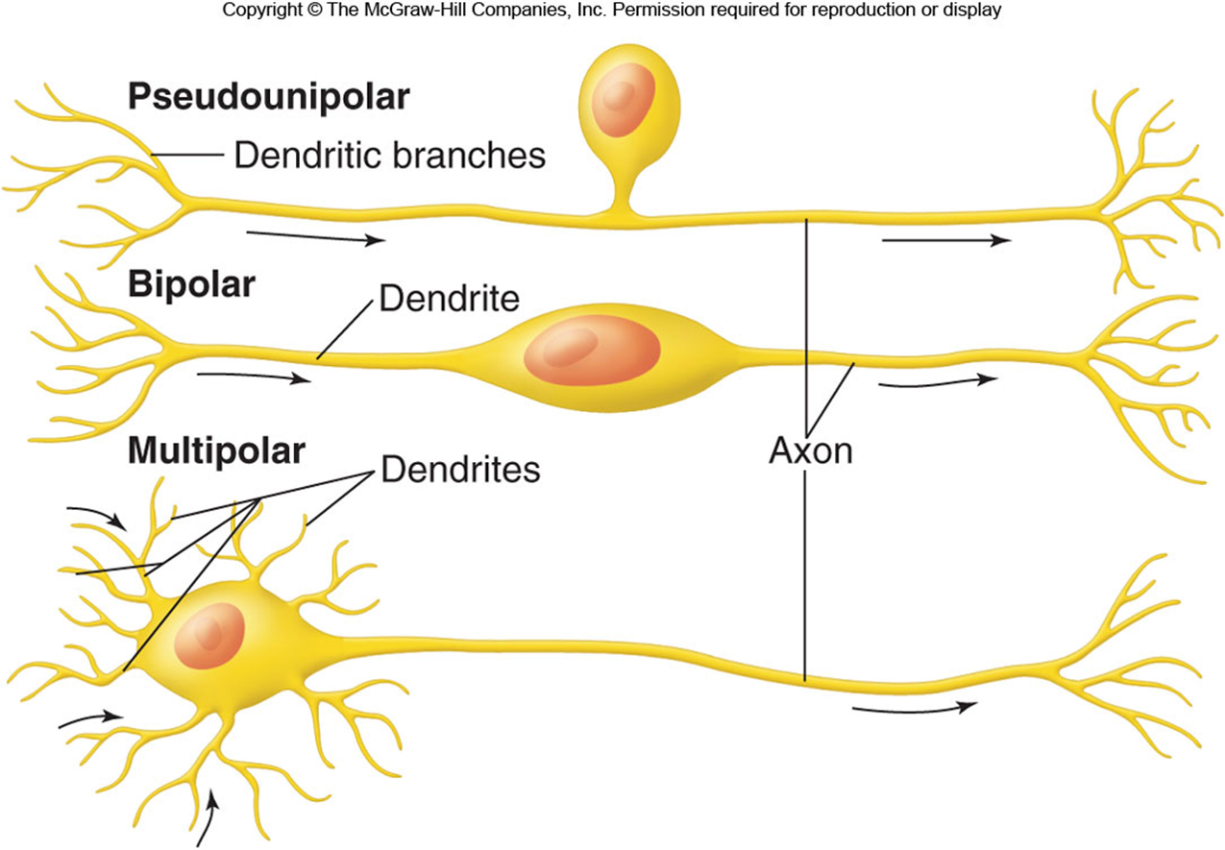 Copyright © The McGraw-Hill Companies, Inc. Permission required for reproduction or display
Pseudounipolar
Dendritic branches
Bipolar
Dendrite
Multipolar
Dendrites
Axon